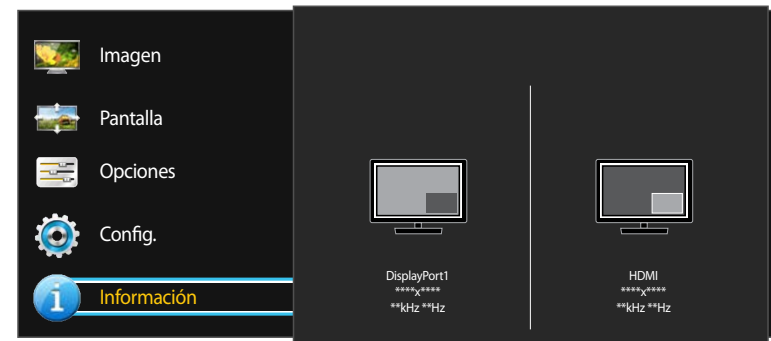 Imagen
Pantalla
Opciones
Config.
Información
DisplayPort1
****x****
**kHz **Hz
HDMI
****x****
**kHz **Hz